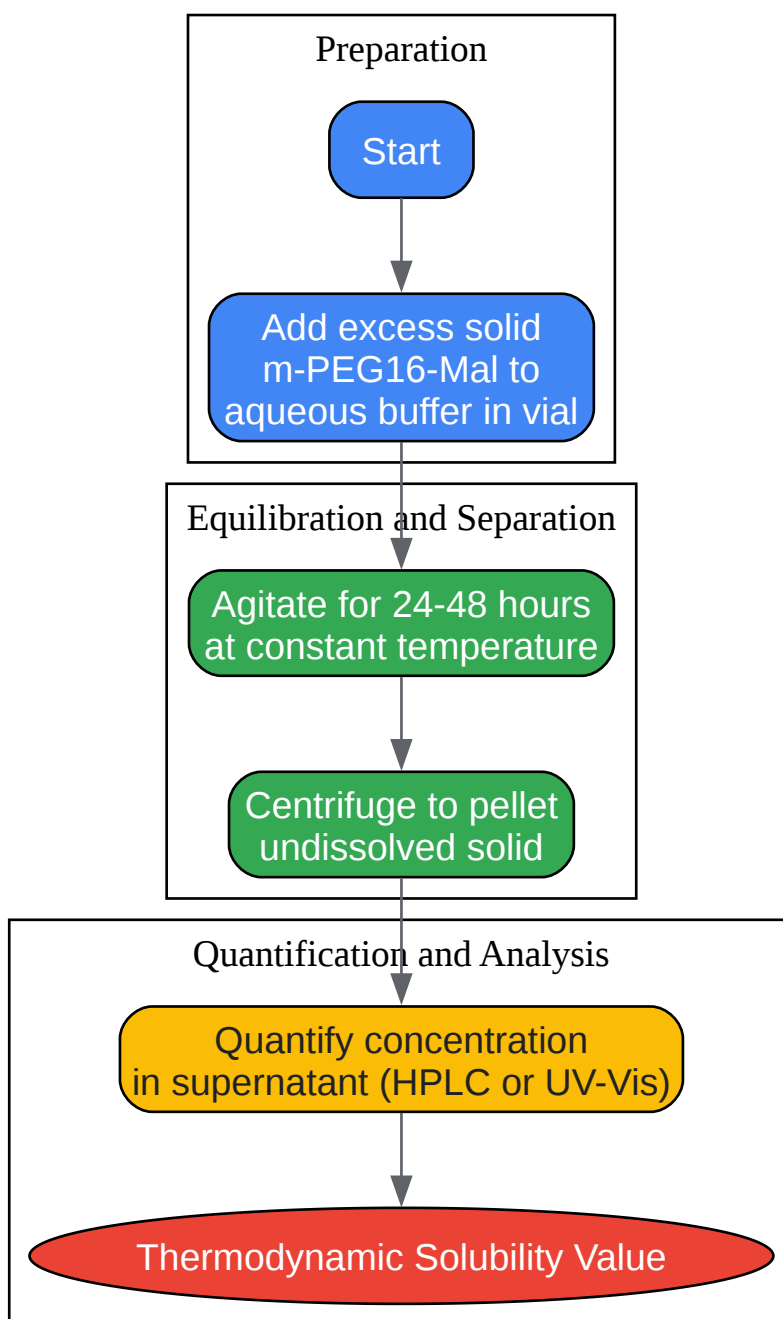 Preparation
Start
Add excess solid
m-PEG16-Mal to
aqueous buffer in vial
Equilibration and Separation
Agitate for 24-48 hours
at constant temperature
Centrifuge to pellet
undissolved solid
Quantification and Analysis
Quantify concentration
in supernatant (HPLC or UV-Vis)
Thermodynamic Solubility Value